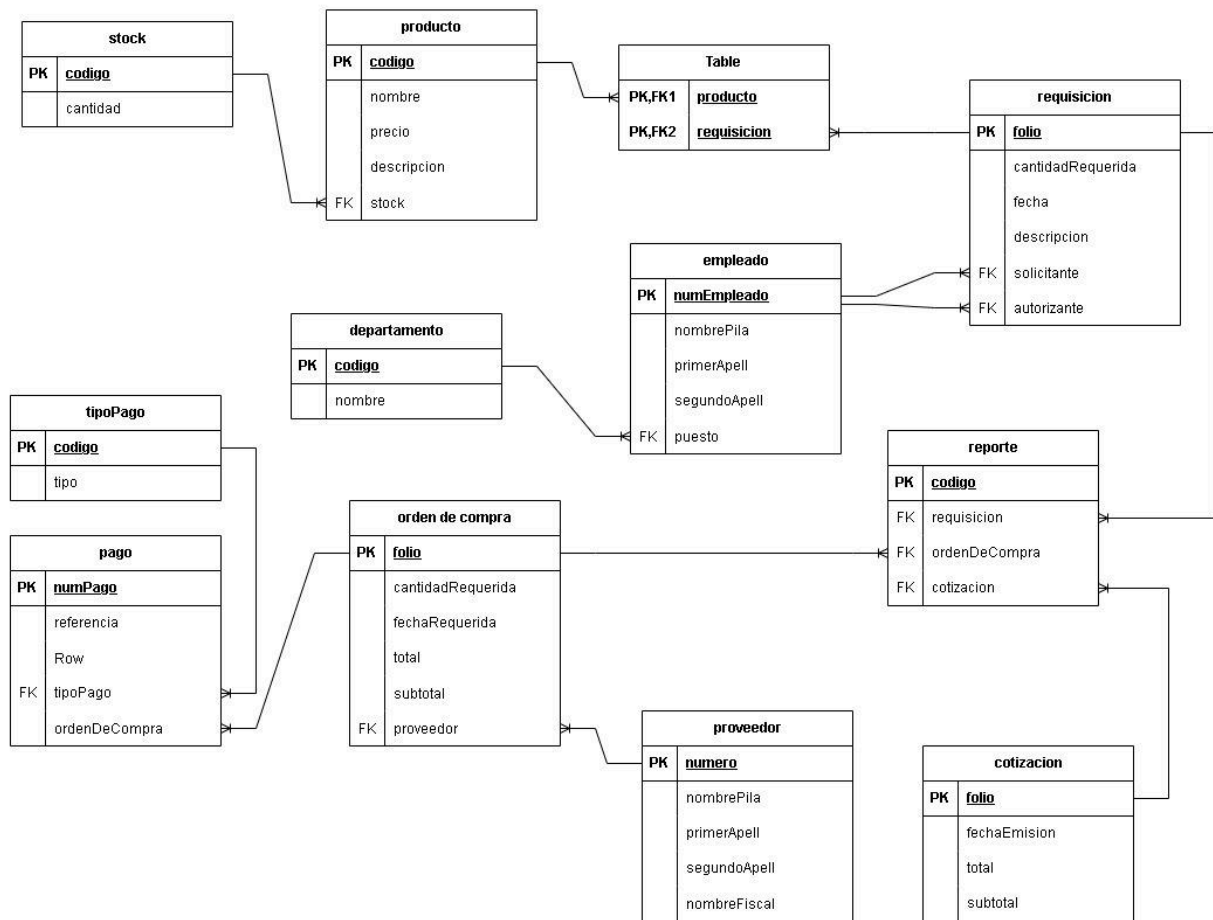 stock
PK codigo
cantidad
producto
PK codigo
nombre
precio
descripcion
FK stock
Table
PK,FK1 producto
PK,FK2 requisicion
requisicion
PK folio
cantidadRequerida
fecha
descripcion
FK solicitante
FK autorizante
empleado
PK numEmpleado
nombrePila
primerApell
segundoApell
FK puesto
departamento
PK codigo
nombre
tipoPago
PK codigo
tipo
pago
PK numPago
referencia
Row
FK tipoPago
ordenDeCompra
orden de compra
PK folio
cantidadRequerida
fechaRequerida
total
subtotal
FK proveedor
reporte
PK codigo
FK requisicion
FK ordenDeCompra
FK cotizacion
proveedor
PK numero
nombrePila
primerApell
segundoApell
nombreFiscal
cotizacion
PK folio
fechaEmision
total
subtotal